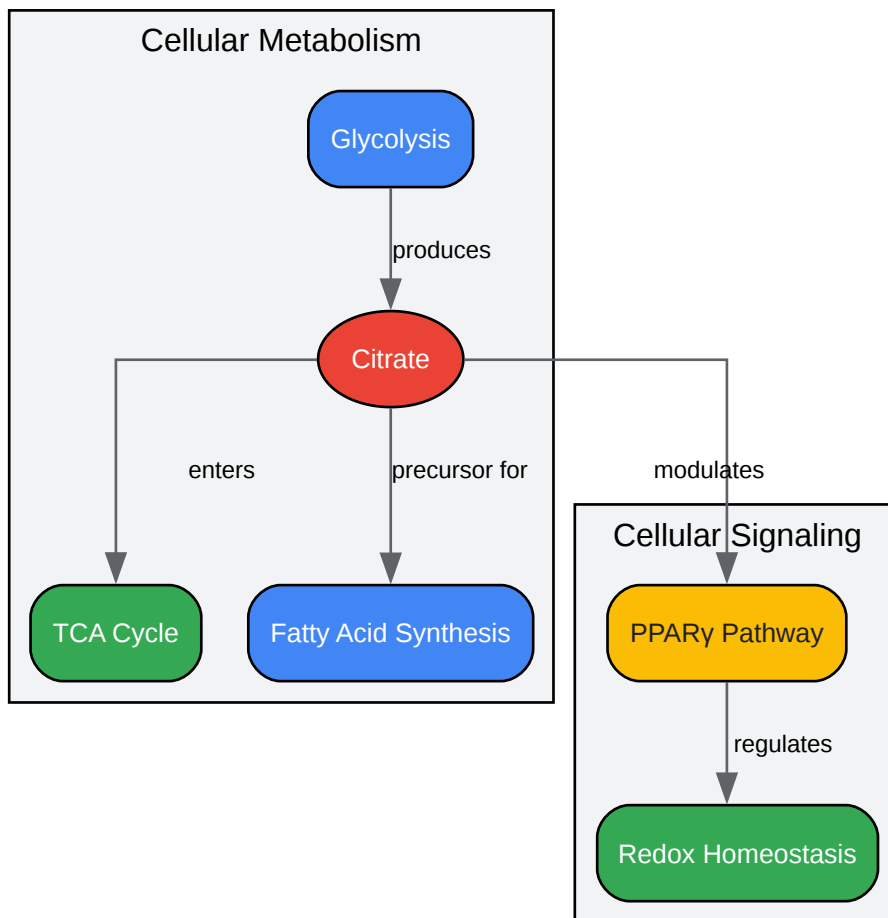 Cellular Metabolism
Glycolysis
produces
Citrate
enters
precursor for
modulates
Cellular Signaling
TCA Cycle
Fatty Acid Synthesis
PPARγ Pathway
regulates
Redox Homeostasis